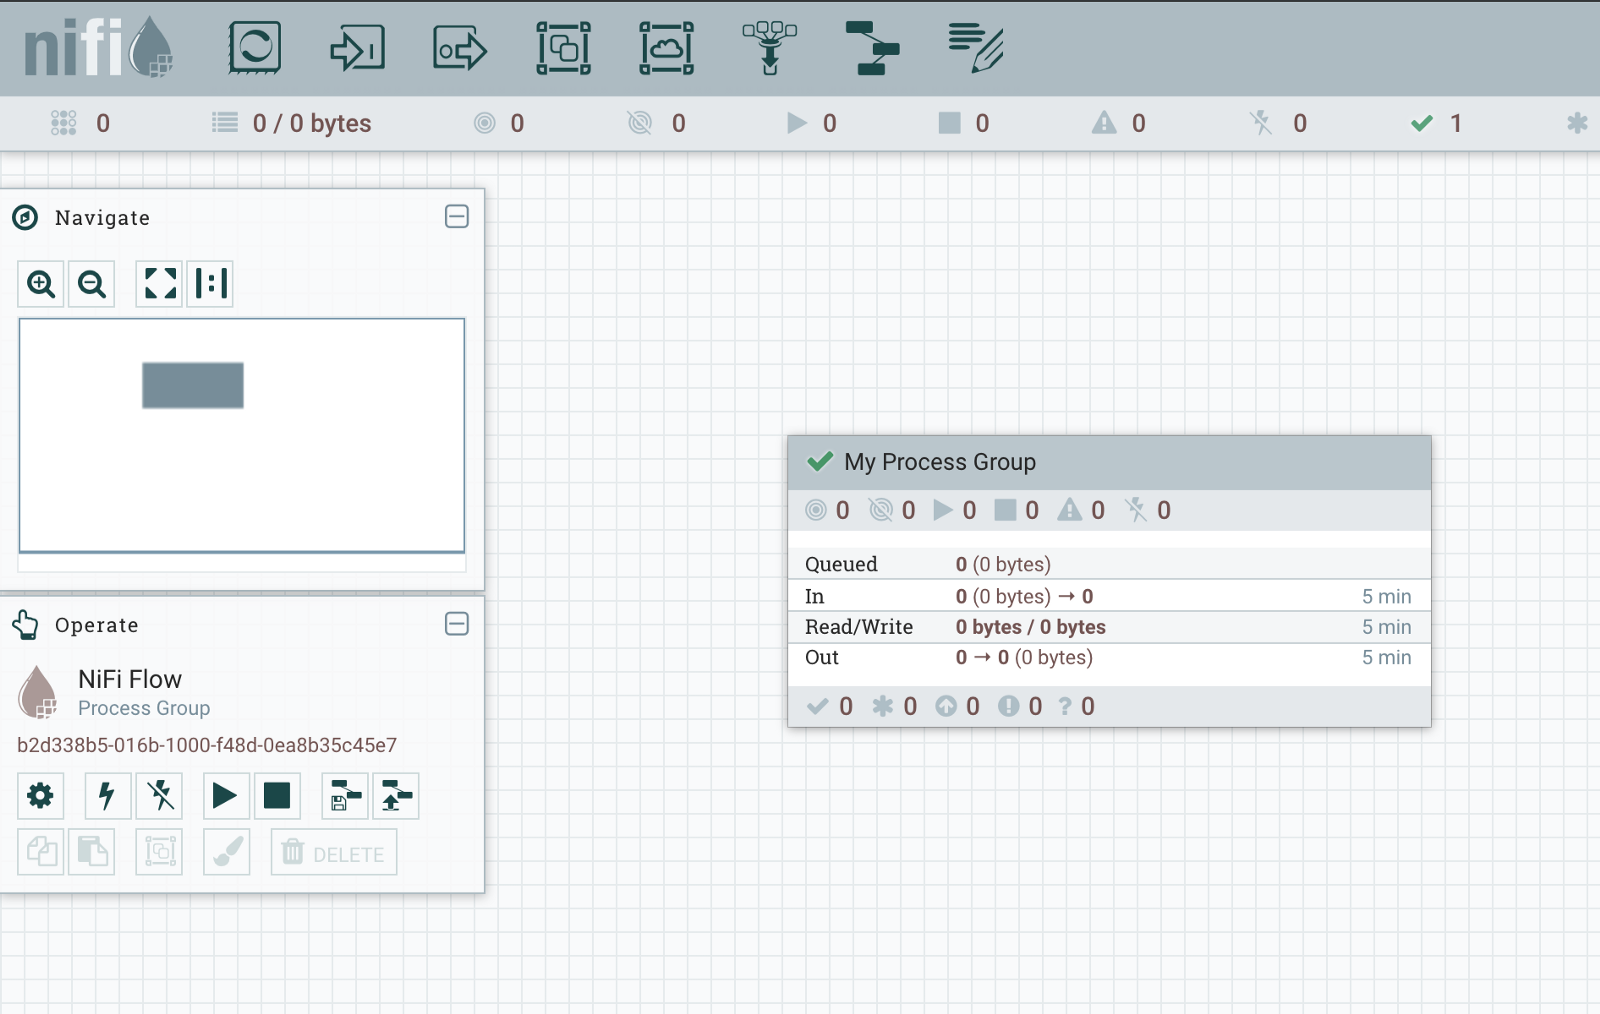 nifi
0 0 / 0 bytes 0 0 0 0 0 0 1
Navigate
My Process Group
0 0 0 0 0 0
Queued 0 (0 bytes)
In 0 (0 bytes) → 0 5 min
Read/Write 0 bytes / 0 bytes 5 min
Out 0 → 0 (0 bytes) 5 min
0 0 0 0 ? 0
Operate
NiFi Flow
Process Group
b2d338b5-016b-1000-f48d-0ea8b35c45e7
DELETE